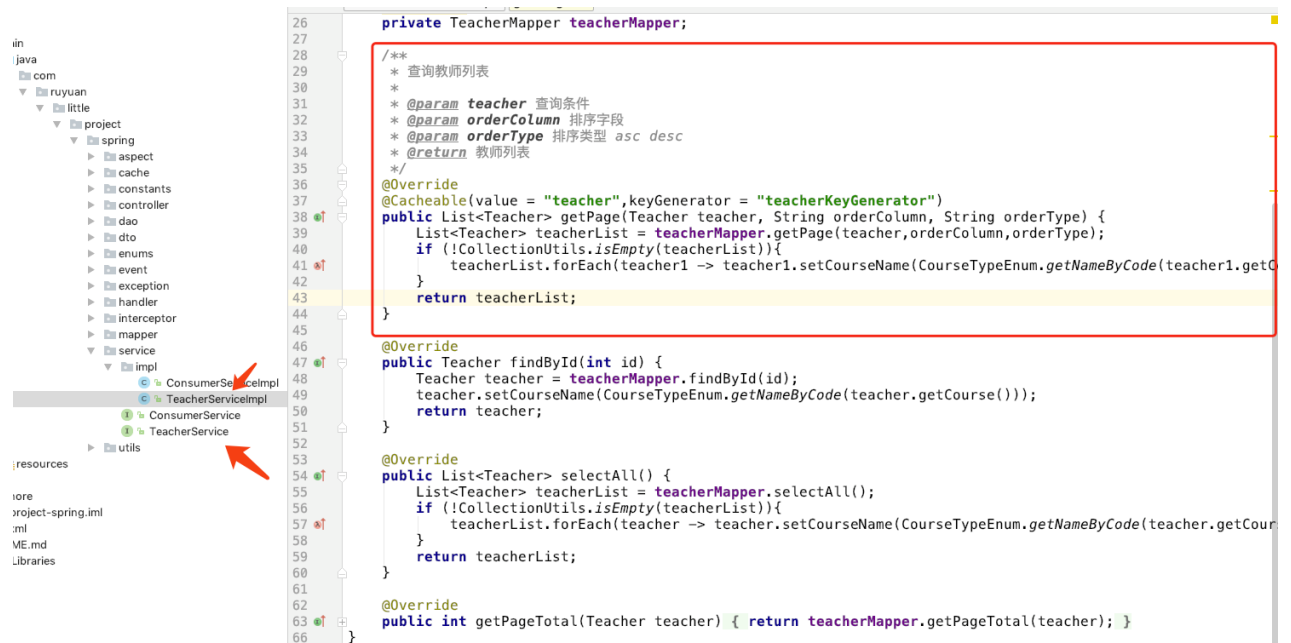 java
com
ruyuan
little
project
spring
aspect
cache
constants
controller
dao
dto
enums
event
exception
handler
interceptor
mapper
service
impl
TeacherServiceImpl
ConsumerService
TeacherService
utils
resources
project-spring.iml
Libraries
26 private TeacherMapper teacherMapper;
27
28 /**
29 * 查询教师列表
30 *
31 * @param teacher 查询条件
32 * @param orderColumn 排序字段
33 * @param orderType 排序类型 asc desc
34 * @return 教师列表
35 */
36 @Override
37 @Cacheable(value = "teacher",keyGenerator = "teacherKeyGenerator")
38 public List<Teacher> getPage(Teacher teacher, String orderColumn, String orderType) {
39 List<Teacher> teacherList = teacherMapper.getPage(teacher,orderColumn,orderType);
40 if (!CollectionUtils.isEmpty(teacherList)){
41 teacherList.forEach(teacher1 -> teacher1.setCourseName(CourseTypeEnum.getNameByCode(teacher1.getC
42 }
43 return teacherList;
44 }
45
46 @Override
47 public Teacher findById(int id) {
48 Teacher teacher = teacherMapper.findById(id);
49 teacher.setCourseName(CourseTypeEnum.getNameByCode(teacher.getCourse()));
50 return teacher;
51 }
52
53 @Override
54 public List<Teacher> selectAll() {
55 List<Teacher> teacherList = teacherMapper.selectAll();
56 if (!CollectionUtils.isEmpty(teacherList)){
57 teacherList.forEach(teacher -> teacher.setCourseName(CourseTypeEnum.getNameByCode(teacher.getCour
58 }
59 return teacherList;
60 }
61
62 @Override
63 public int getPageTotal(Teacher teacher) { return teacherMapper.getPageTotal(teacher); }
66 }